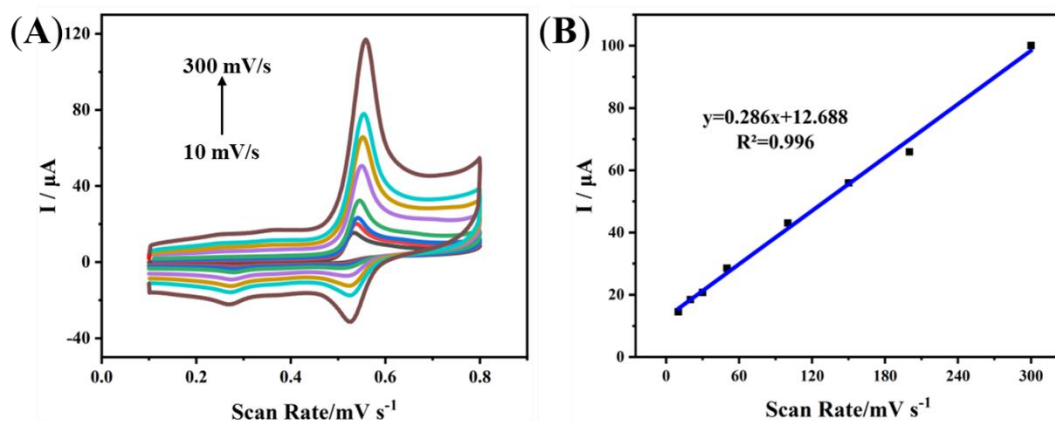 (A)
120
80
40
0
-40
I / μA
300 mV/s
10 mV/s
0.0 0.2 0.4 0.6 0.8
Scan Rate/mV s⁻¹
(B)
100
80
60
40
20
0
I / μA
y=0.286x+12.688
R²=0.996
0 60 120 180 240 300
Scan Rate/mV s⁻¹